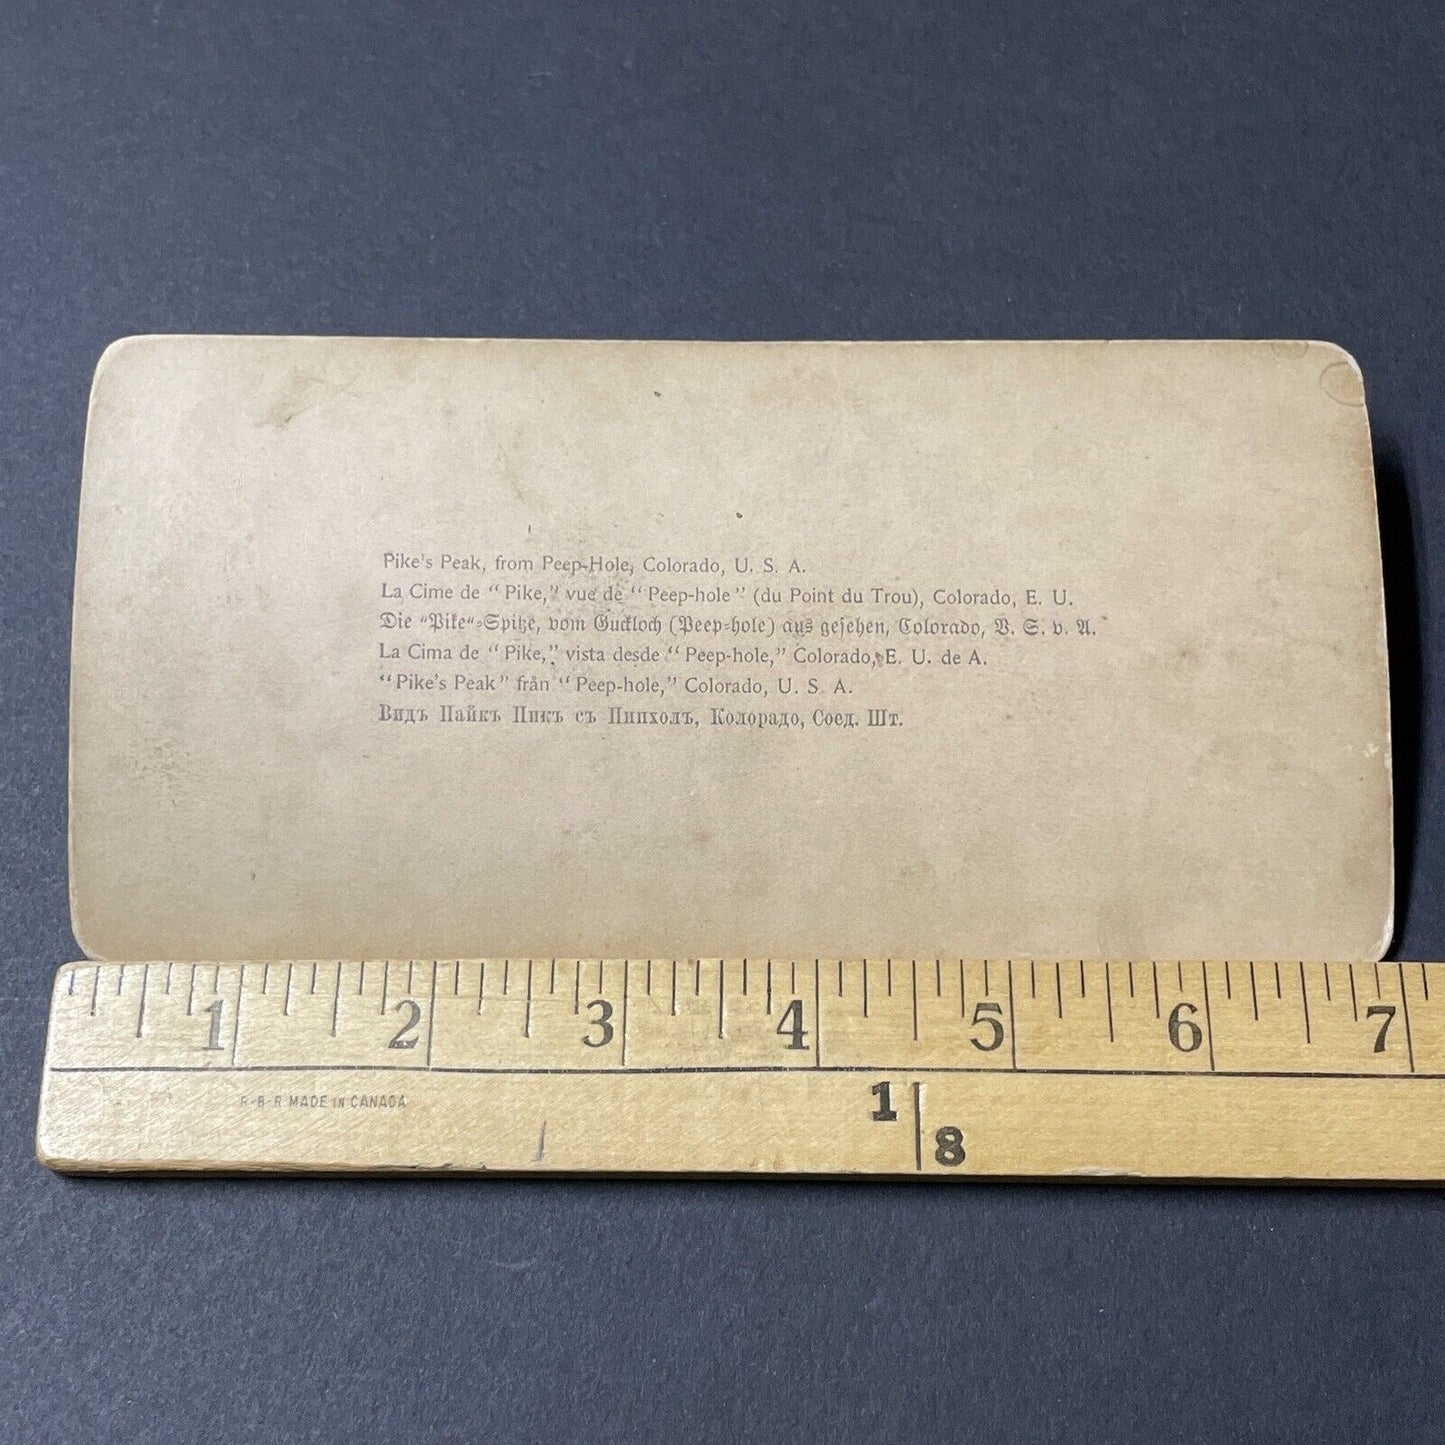 Pike's Peak, from Peep-Hole, Colorado, U. S. A.
La Cime de "Pike," vue de "Peep-hole" (du Point du Trou), Colorado, E. U.
Die "Pike"-Spitze, vom Guckloch (Peep-hole) aus gesehen, Colorado, V. S. v. A.
La Cima de "Pike," vista desde "Peep-hole," Colorado, E. U. de A.
"Pike's Peak" från "Peep-hole," Colorado, U. S. A.
Видъ Пайкъ Пикъ съ Пипхолъ, Колорадо, Соед. Шт.
1 2 3 4 5 6 7
R-B-R MADE IN CANADA
1 8